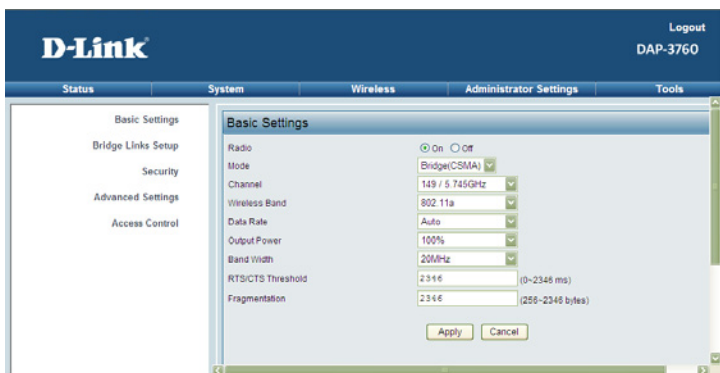 Logout
D-Link
DAP-3760
Status System Wireless Administrator Settings Tools
Basic Settings
Bridge Links Setup
Security
Advanced Settings
Access Control
Basic Settings
Radio On Off
Mode Bridge(CSMA)
Channel 149 / 5.745GHz
Wireless Band 802.11a
Data Rate Auto
Output Power 100%
Band Width 20MHz
RTS/CTS Threshold 2346 (0~2346 ms)
Fragmentation 2346 (256~2346 bytes)
Apply Cancel